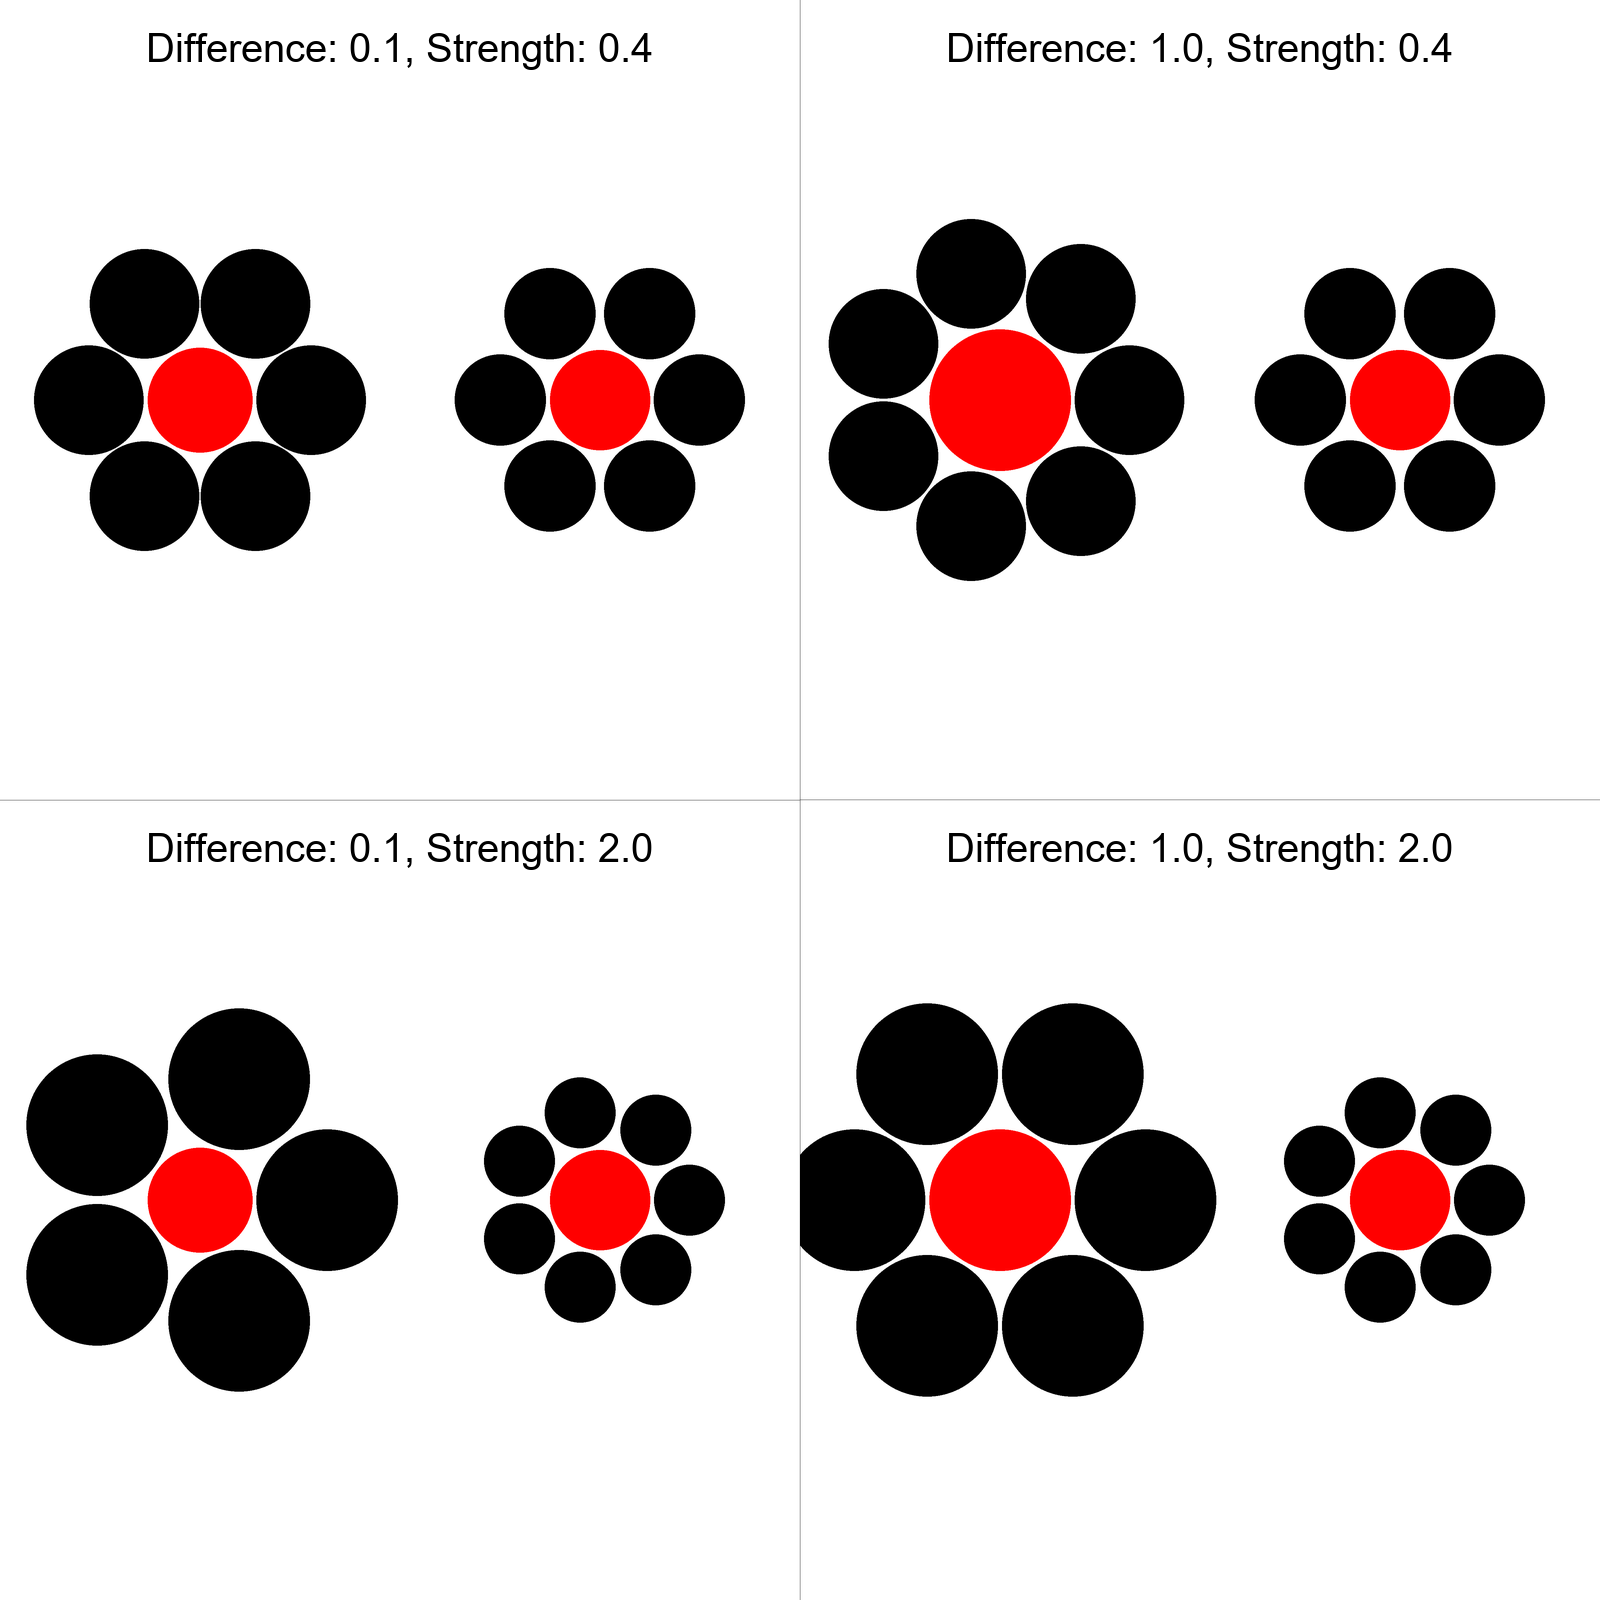 Difference: 0.1, Strength: 0.4
Difference: 1.0, Strength: 0.4
Difference: 0.1, Strength: 2.0
Difference: 1.0, Strength: 2.0